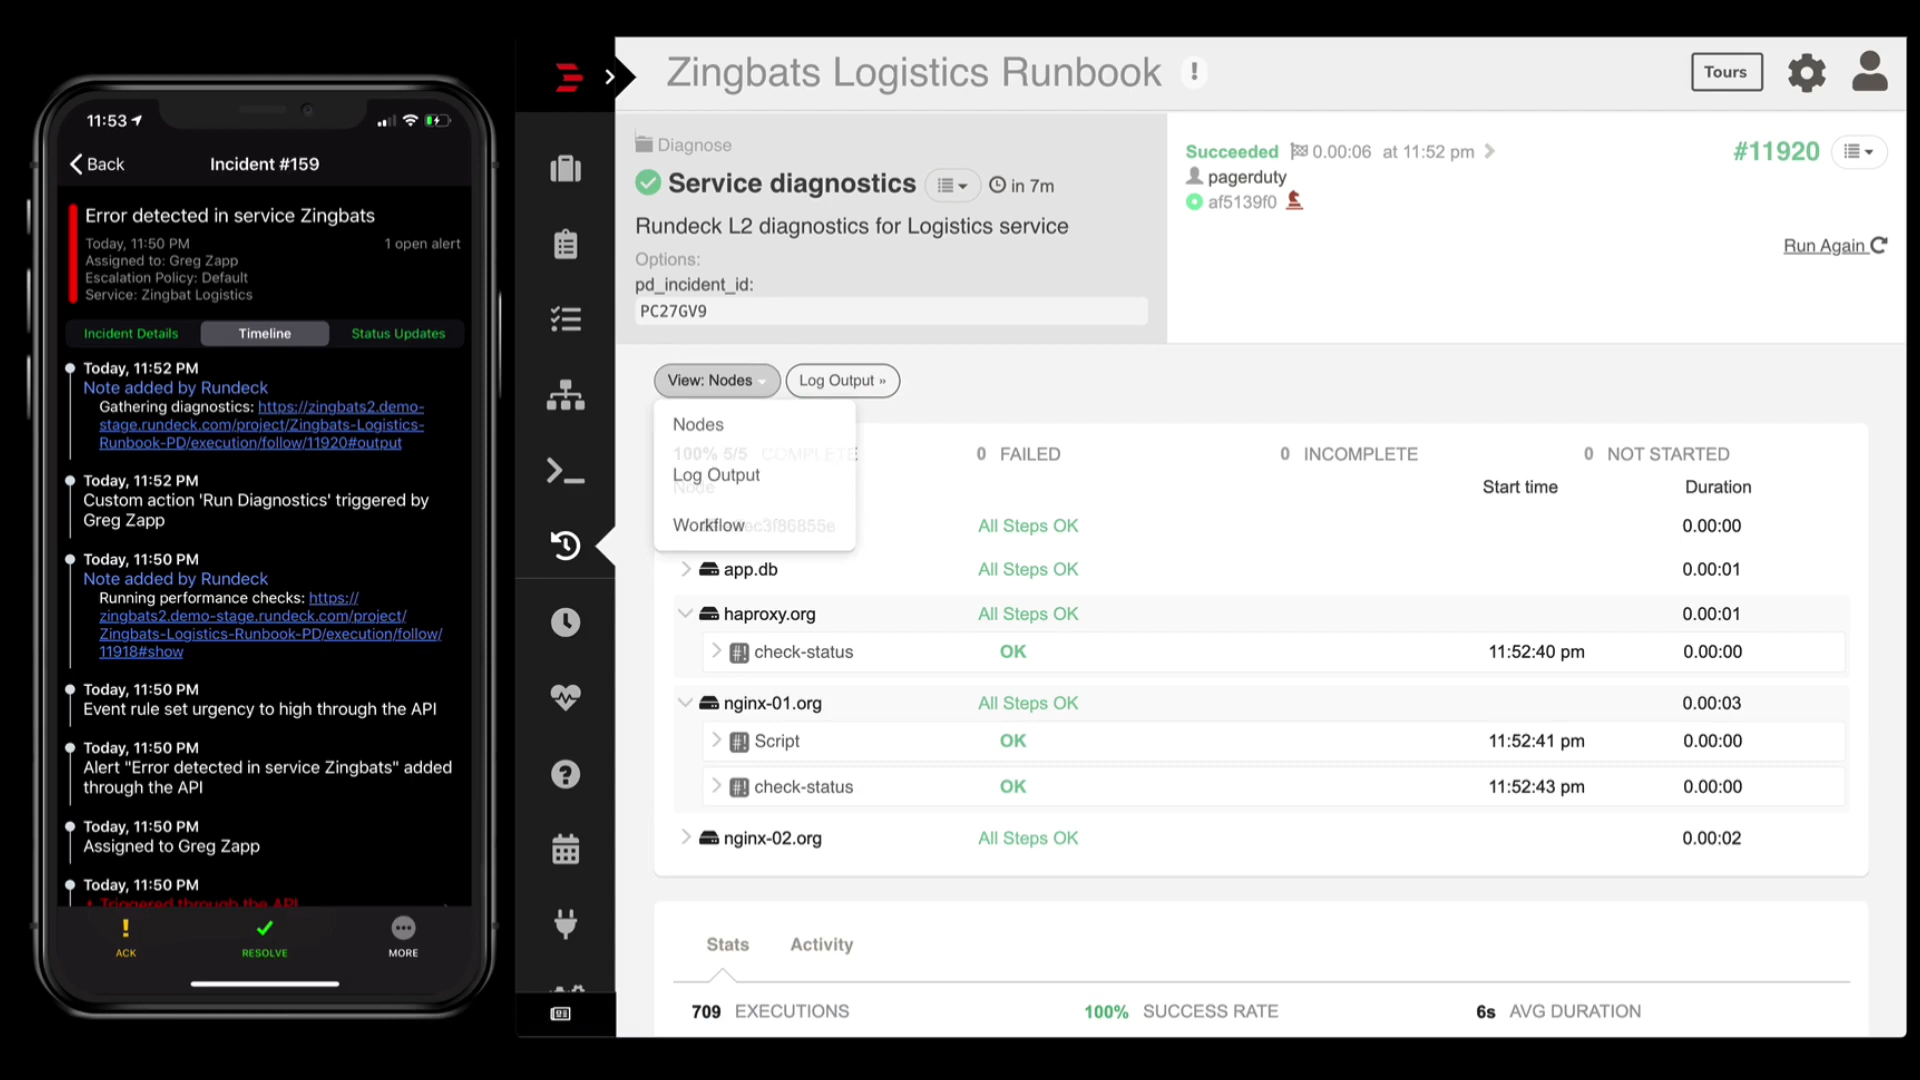 11:53
Back
Incident #159
Error detected in service Zingbats
Today, 11:50 PM
1 open alert
Assigned to: Greg Zapp
Escalation Policy: Default
Service: Zingbat Logistics
Incident Details
Timeline
Status Updates
Today, 11:52 PM
Note added by Rundeck
Gathering diagnostics: https://zingbats2.demo-
stage.rundeck.com/project/Zingbats-Logistics-
Runbook-PD/execution/follow/11920#output
Today, 11:52 PM
Custom action 'Run Diagnostics' triggered by
Greg Zapp
Today, 11:50 PM
Note added by Rundeck
Running performance checks: https://
zingbats2.demo-stage.rundeck.com/project/
Zingbats-Logistics-Runbook-PD/execution/follow/
11918#show
Today, 11:50 PM
Event rule set urgency to high through the API
Today, 11:50 PM
Alert "Error detected in service Zingbats" added
through the API
Today, 11:50 PM
Assigned to Greg Zapp
Today, 11:50 PM
Triggered through the API
ACK
RESOLVE
MORE
Zingbats Logistics Runbook
Tours
Diagnose
Service diagnostics
in 7m
Rundeck L2 diagnostics for Logistics service
Options:
pd_incident_id:
PC27GV9
Succeeded 0.00:06 at 11:52 pm
#11920
pagerduty
af5139f0
Run Again
View: Nodes
Log Output »
Nodes
100% 5/5 COMPLETE
0 FAILED
0 INCOMPLETE
0 NOT STARTED
Log Output
Node
Start time
Duration
Workflow
ec3f86855e
All Steps OK
0.00:00
app.db
All Steps OK
0.00:01
haproxy.org
All Steps OK
0.00:01
check-status
OK
11:52:40 pm
0.00:00
nginx-01.org
All Steps OK
0.00:03
Script
OK
11:52:41 pm
0.00:00
check-status
OK
11:52:43 pm
0.00:00
nginx-02.org
All Steps OK
0.00:02
Stats
Activity
709 EXECUTIONS
100% SUCCESS RATE
6s AVG DURATION